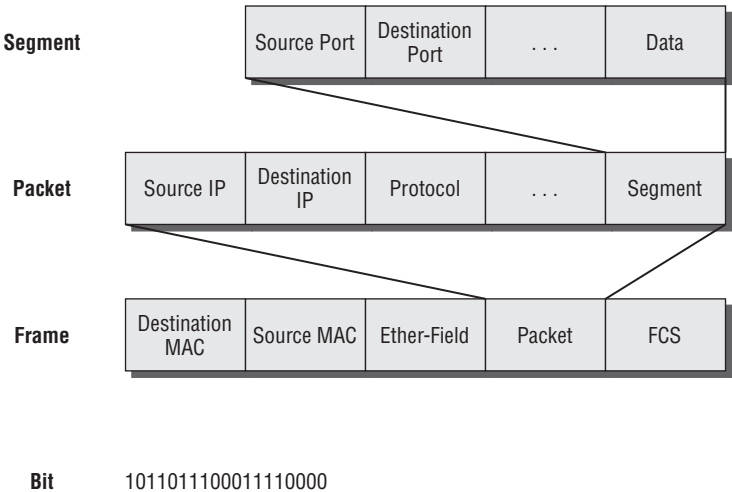 Segment
Source Port
Destination
Port
. . .
Data
Packet
Source IP
Destination
IP
Protocol
. . .
Segment
Frame
Destination
MAC
Source MAC
Ether-Field
Packet
FCS
Bit
1011011100011110000